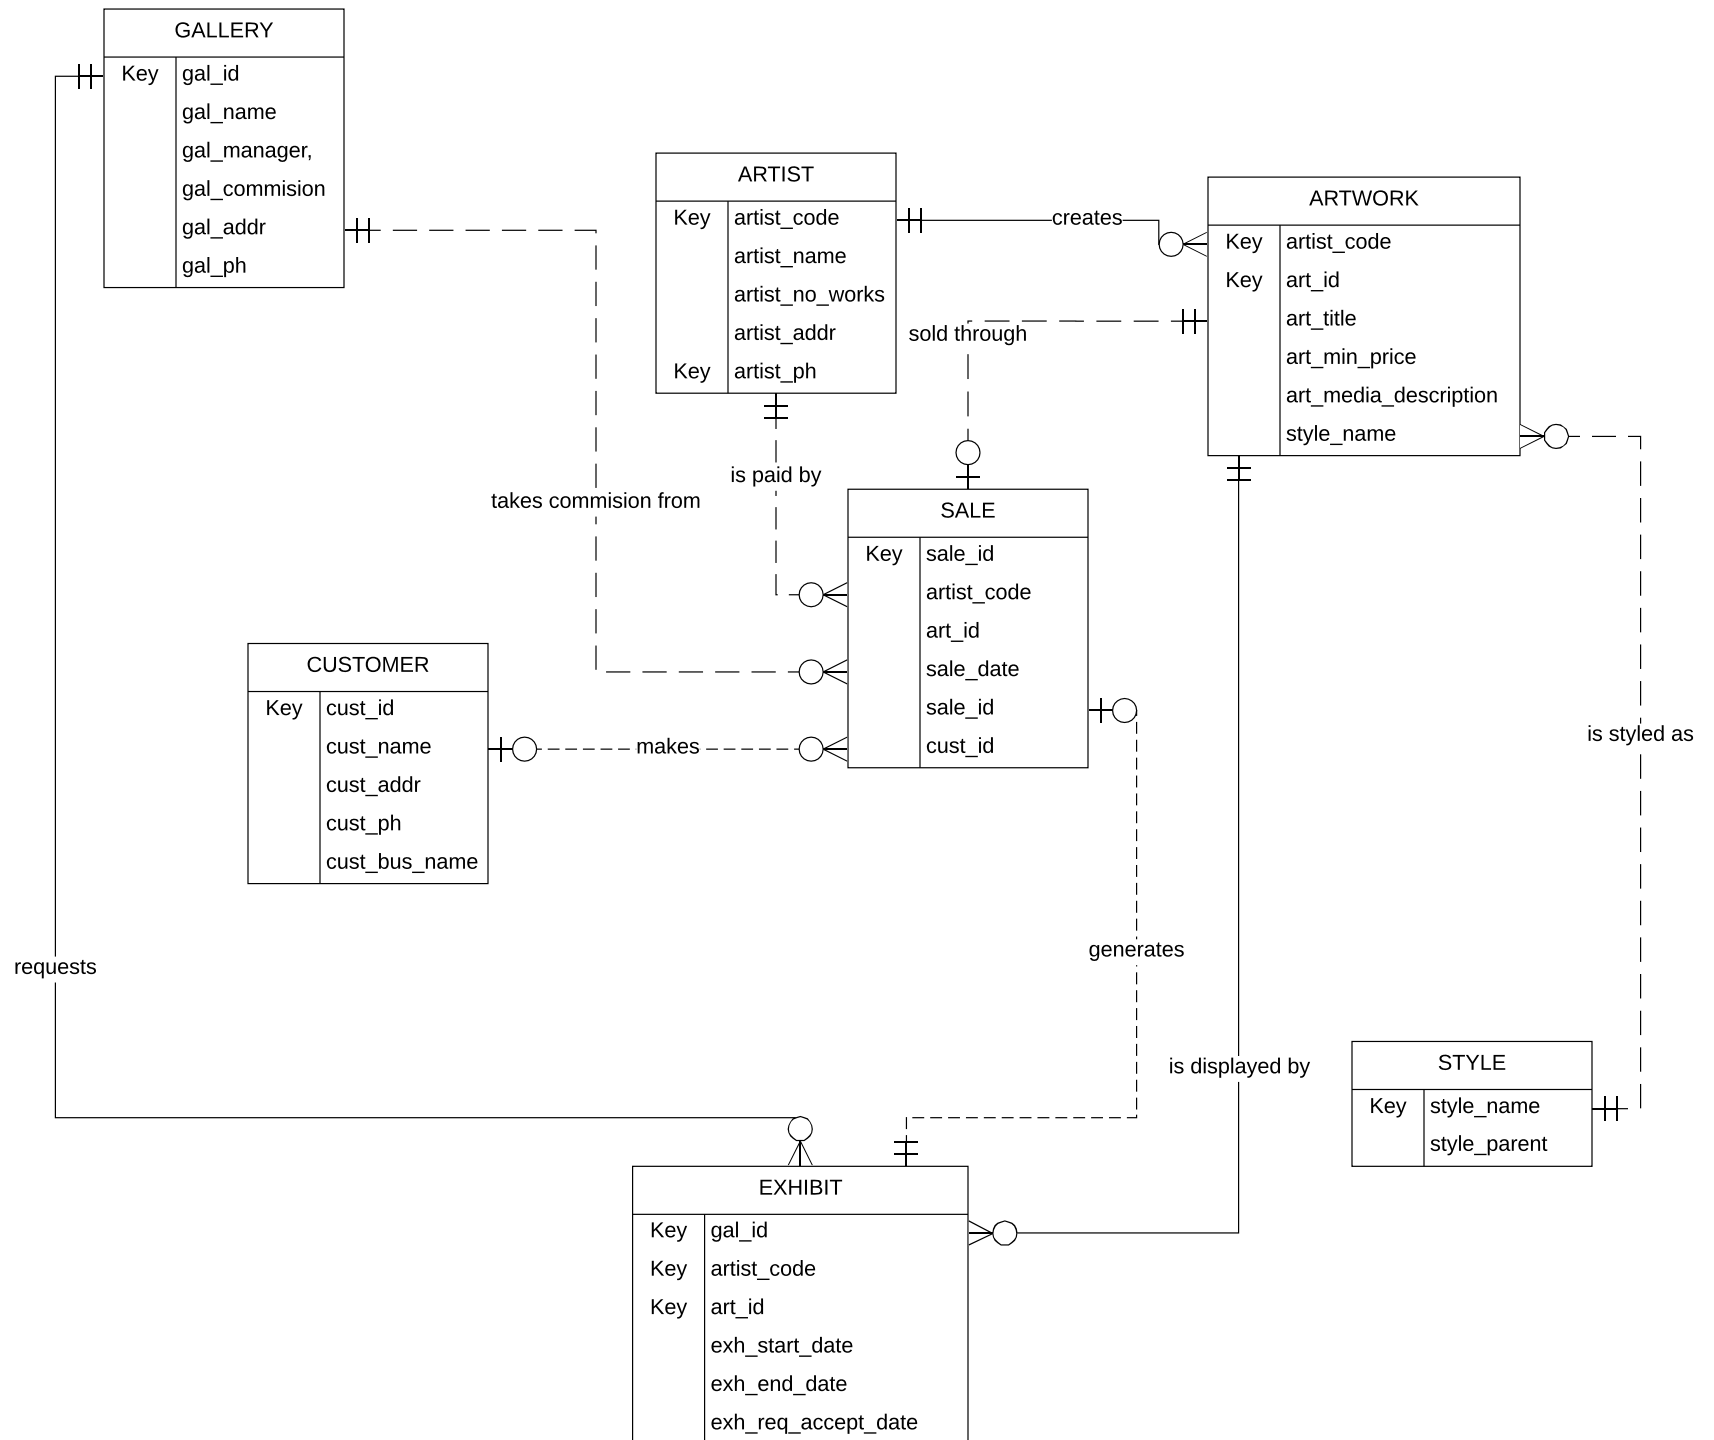 GALLERY
Key gal_id
gal_name
gal_manager,
gal_commision
gal_addr
gal_ph
ARTIST
Key artist_code
artist_name
artist_no_works
artist_addr
Key artist_ph
creates
ARTWORK
Key artist_code
Key art_id
art_title
art_min_price
art_media_description
style_name
sold through
is paid by
takes commision from
SALE
Key sale_id
artist_code
art_id
sale_date
sale_id
cust_id
CUSTOMER
Key cust_id
cust_name
cust_addr
cust_ph
cust_bus_name
makes
is styled as
generates
requests
is displayed by
STYLE
Key style_name
style_parent
EXHIBIT
Key gal_id
Key artist_code
Key art_id
exh_start_date
exh_end_date
exh_req_accept_date